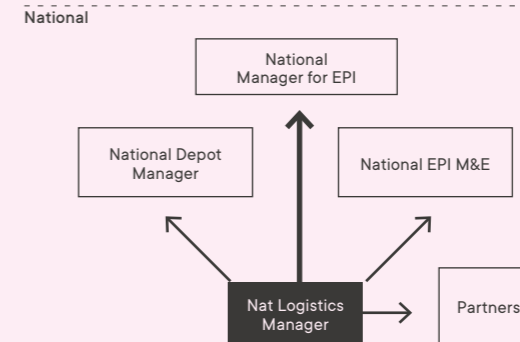 National
National
Manager for EPI
National Depot
Manager
National EPI M&E
Nat Logistics
Manager
Partners